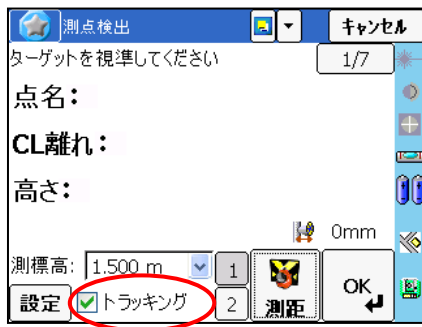 測点検出
キャンセル
ターゲットを視準してください
1/7
点名：
CL離れ：
高さ：
0mm
測標高: 1.500 m
1
設定
トラッキング
2
測距
OK